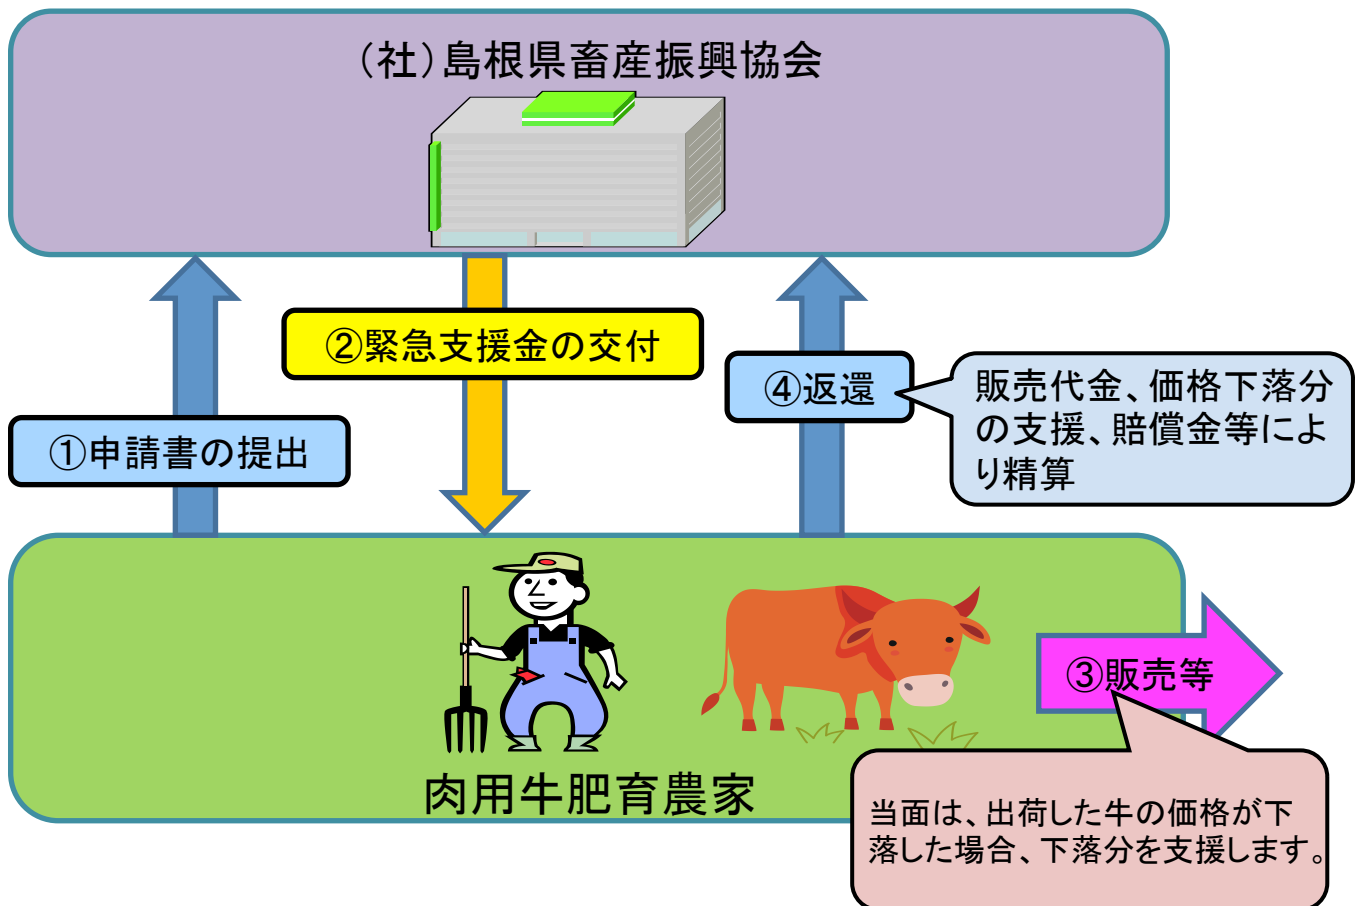 （社）島根県畜産振興協会
②緊急支援金の交付
④返還
販売代金、価格下落分
の支援、賠償金等によ
り精算
①申請書の提出
③販売等
肉用牛肥育農家
当面は、出荷した牛の価格が下
落した場合、下落分を支援します。